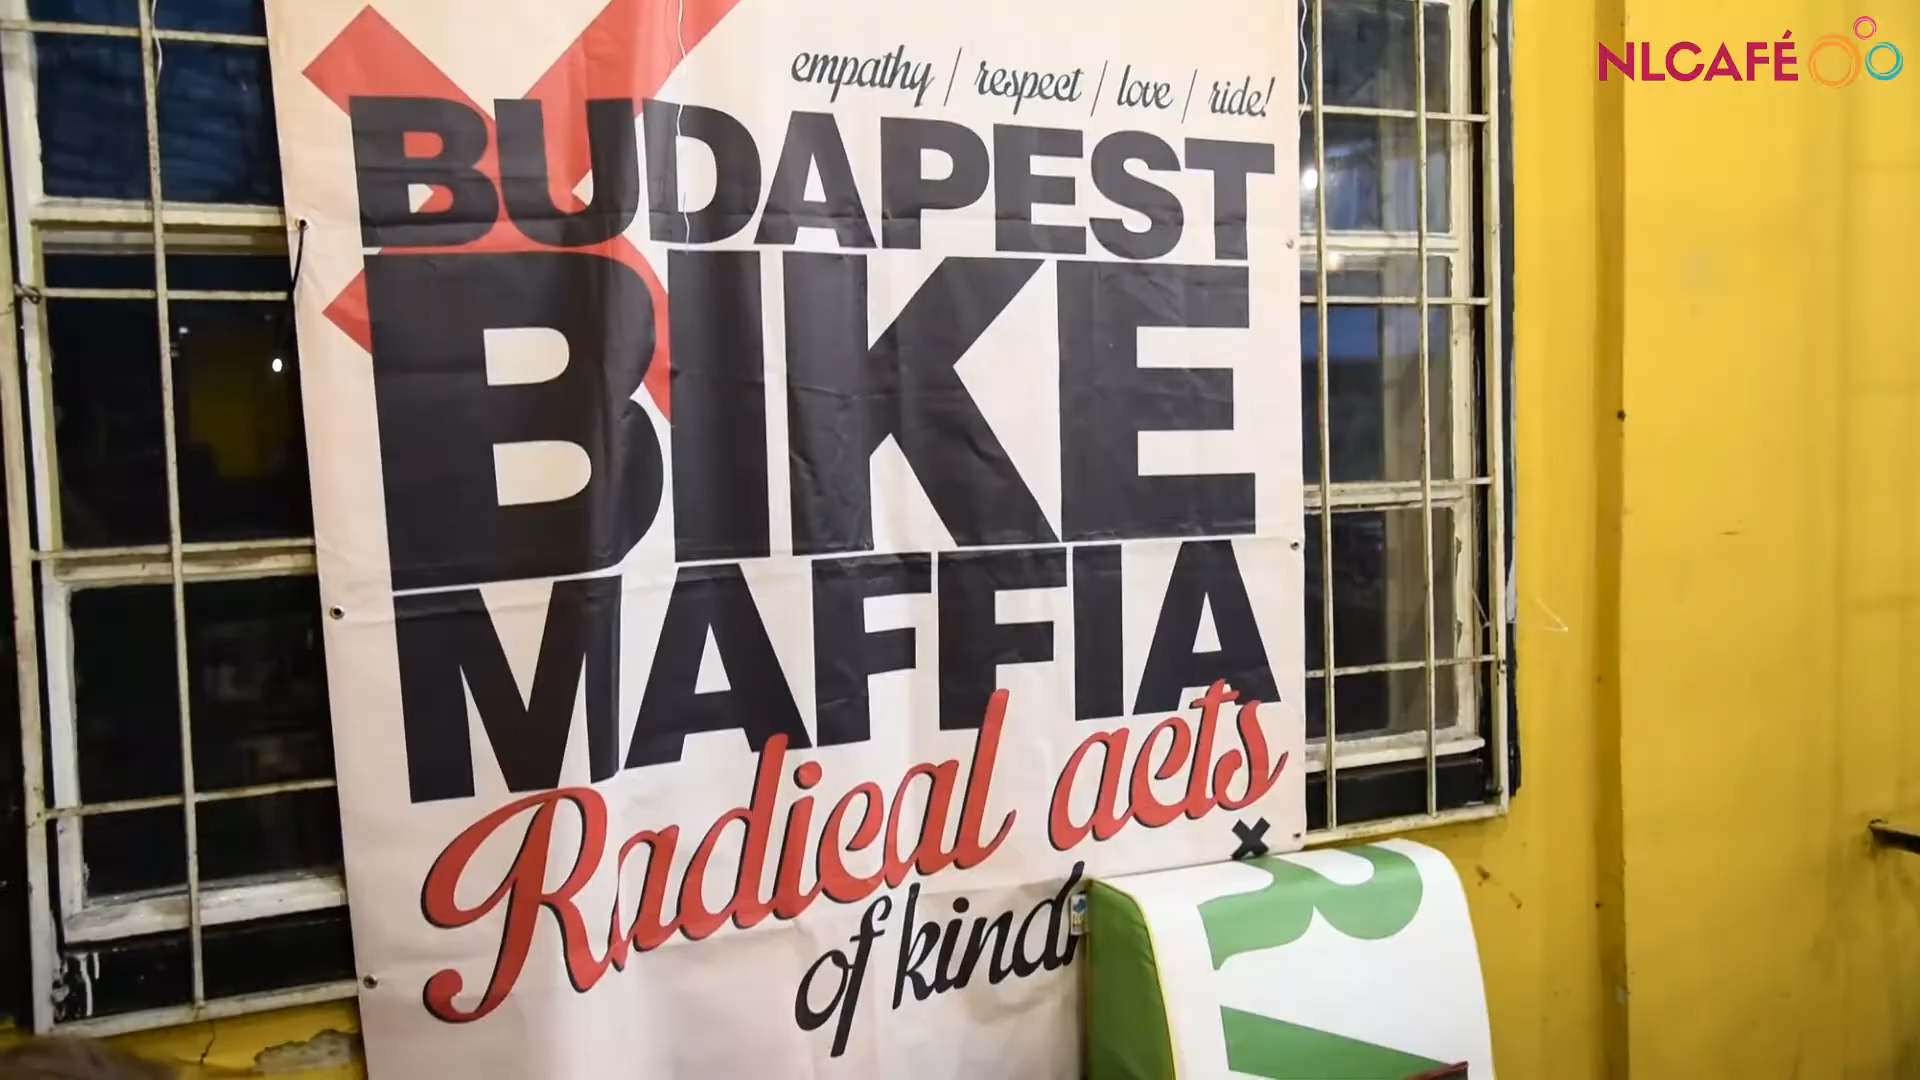 NLCAFÉ
empathy / respect / love / ride!
BUDAPEST
BIKE
MAFFIA
Radical acts
of kind